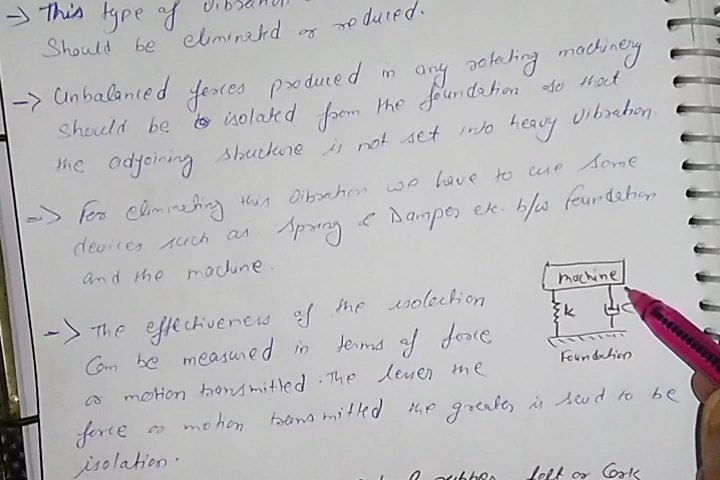 -> This type of vibration
should be eliminated or reduced.
-> Unbalanced forces produced in any rotating machinery
should be isolated from the foundation so that
the adjoining structure is not set into heavy vibration.
-> For eliminating this vibration we have to use some
devices such as spring & Damper etc. b/w foundation
and the machine.
machine
k
C
Foundation
-> The effectiveness of the isolation
Can be measured in terms of force
or motion transmitted. The lesser the
force or motion transmitted the greater is said to be
isolation.
rubber, felt or Cork